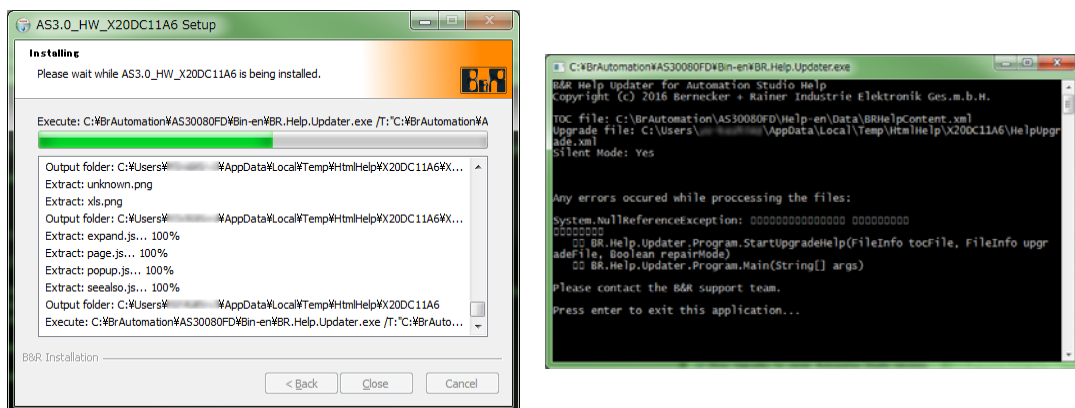 AS3.0_HW_X20DC11A6 Setup
Installing
Please wait while AS3.0_HW_X20DC11A6 is being installed.
B&R
Execute: C:¥BrAutomation¥AS30080FD¥Bin-en¥BR.Help.Updater.exe /T:"C:¥BrAutomation¥A
Output folder: C:¥Users¥ ¥AppData¥Local¥Temp¥HtmlHelp¥X20DC11A6¥X...
Extract: unknown.png
Extract: xls.png
Output folder: C:¥Users¥ ¥AppData¥Local¥Temp¥HtmlHelp¥X20DC11A6¥X...
Extract: expand.js... 100%
Extract: page.js... 100%
Extract: popup.js... 100%
Extract: seealso.js... 100%
Output folder: C:¥Users¥ ¥AppData¥Local¥Temp¥HtmlHelp¥X20DC11A6
Execute: C:¥BrAutomation¥AS30080FD¥Bin-en¥BR.Help.Updater.exe /T:"C:¥BrAuto...
B&R Installation
< Back Close Cancel
C:¥BrAutomation¥AS30080FD¥Bin-en¥BR.Help.Updater.exe
B&R Help Updater for Automation Studio Help
Copyright (c) 2016 Bernecker + Rainer Industrie Elektronik Ges.m.b.H.
TOC file: C:\BrAutomation\AS30080FD\Help-en\Data\BRHelpContent.xml
Upgrade file: C:\Users\ \AppData\Local\Temp\HtmlHelp\X20DC11A6\HelpUpgr
ade.xml
Silent Mode: Yes
Any errors occured while proccessing the files:
System.NullReferenceException: □□□□□□□□□□□□□□□ □□□□□□□□□
□□□□□□□□
□□ BR.Help.Updater.Program.StartUpgradeHelp(FileInfo tocFile, FileInfo upgr
adeFile, Boolean repairMode)
□□ BR.Help.Updater.Program.Main(String[] args)
Please contact the B&R support team.
Press enter to exit this application...